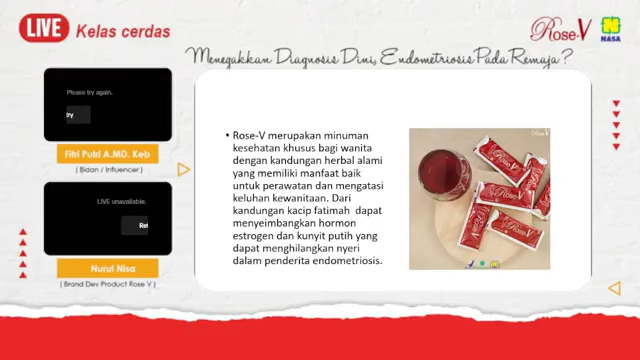 LIVE
Kelas cerdas
Rose-V
NASA
Menegakkan Diagnosis Dini, Endometriosis Pada Remaja?
Please try again.
Fitri Putri A.MD. Keb
( Bidan / Influencer )
LIVE unavailable.
Nurul Nisa
( Brand Dev Product Rose V )
• Rose-V merupakan minuman
kesehatan khusus bagi wanita
dengan kandungan herbal alami
yang memiliki manfaat baik
untuk perawatan dan mengatasi
keluhan kewanitaan. Dari
kandungan kacip fatimah dapat
menyeimbangkan hormon
estrogen dan kunyit putih yang
dapat menghilangkan nyeri
dalam penderita endometriosis.